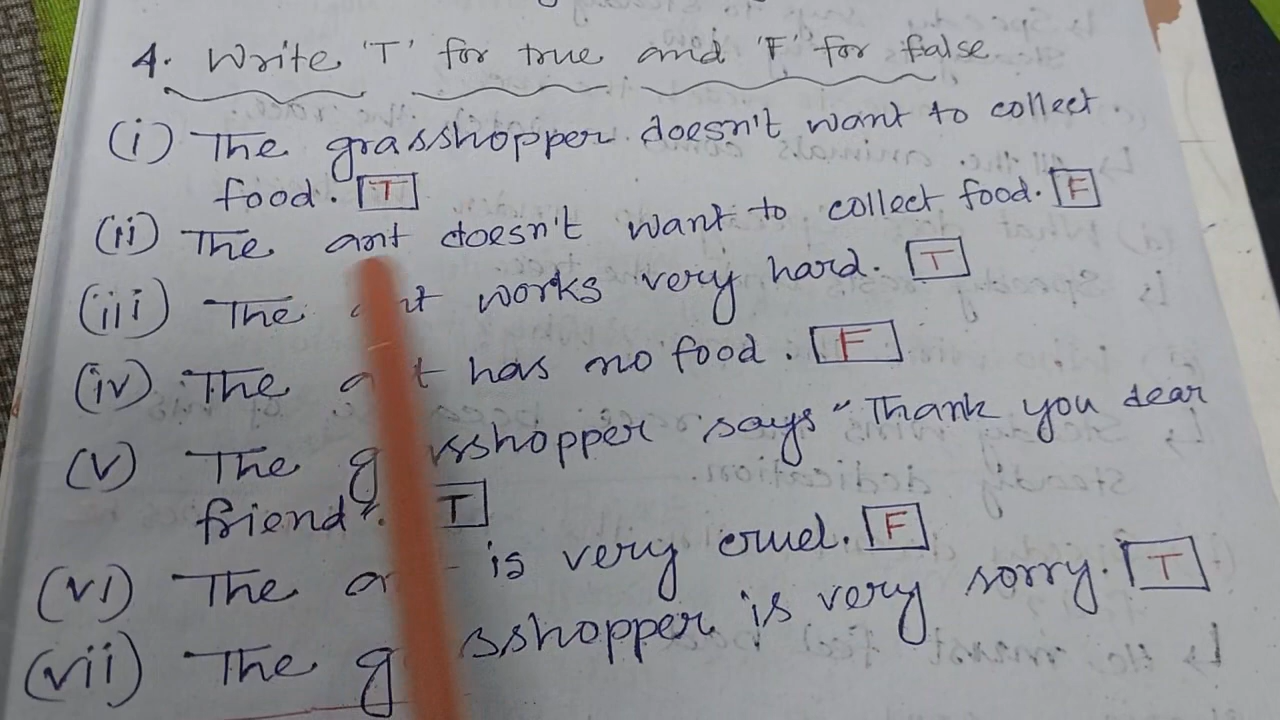 4. Write 'T' for true and 'F' for false
(i) The grasshopper doesn't want to collect
food. T
(ii) The ant doesn't want to collect food. F
(iii) The works very hard. T
(iv) The has no food. F
(v) The says "Thank you dear
friend". T
(vi) The is very cruel. F
(vii) The is very sorry. T